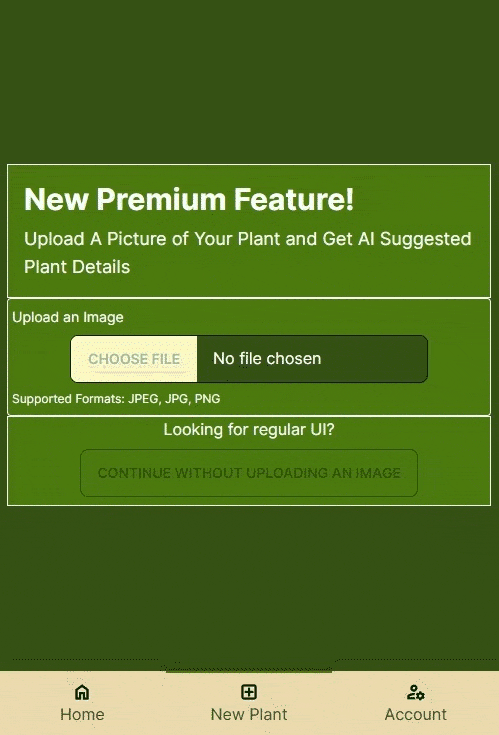 New Premium Feature!
Upload A Picture of Your Plant and Get AI Suggested
Plant Details
Upload an Image
CHOOSE FILE No file chosen
Supported Formats: JPEG, JPG, PNG
Looking for regular UI?
CONTINUE WITHOUT UPLOADING AN IMAGE
Home New Plant Account